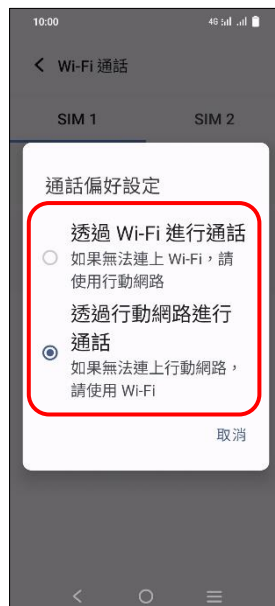 10:00
4G
Wi-Fi 通話
SIM 1
SIM 2
通話偏好設定
透過 Wi-Fi 進行通話
如果無法連上 Wi-Fi，請
使用行動網路
透過行動網路進行
通話
如果無法連上行動網路，
請使用 Wi-Fi
取消